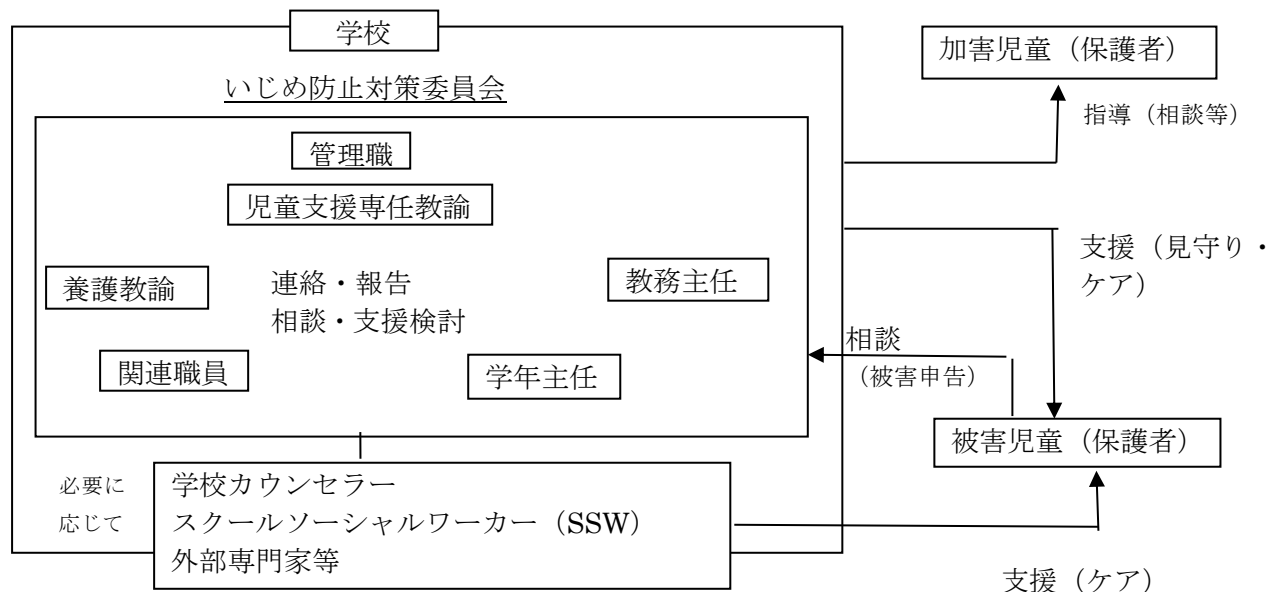 学校
加害児童（保護者）
いじめ防止対策委員会
指導（相談等）
管理職
児童支援専任教諭
支援（見守り・
ケア）
養護教諭
連絡・報告
相談・支援検討
教務主任
相談
（被害申告）
関連職員
学年主任
被害児童（保護者）
必要に
応じて
学校カウンセラー
スクールソーシャルワーカー（SSW）
外部専門家等
支援（ケア）